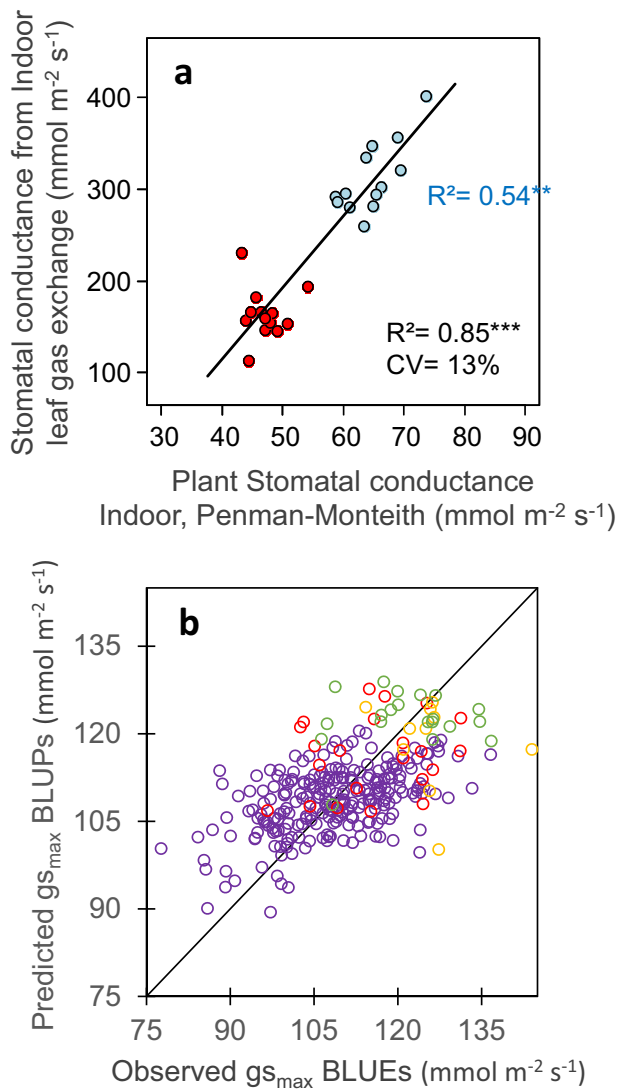 a
Stomatal conductance from Indoor
leaf gas exchange (mmol m⁻² s⁻¹)
400
300
200
100
R²= 0.54**
R²= 0.85***
CV= 13%
30 40 50 60 70 80 90
Plant Stomatal conductance
Indoor, Penman-Monteith (mmol m⁻² s⁻¹)
b
Predicted gsₘₐₓ BLUPs (mmol m⁻² s⁻¹)
135
120
105
90
75
75 90 105 120 135
Observed gsₘₐₓ BLUEs (mmol m⁻² s⁻¹)